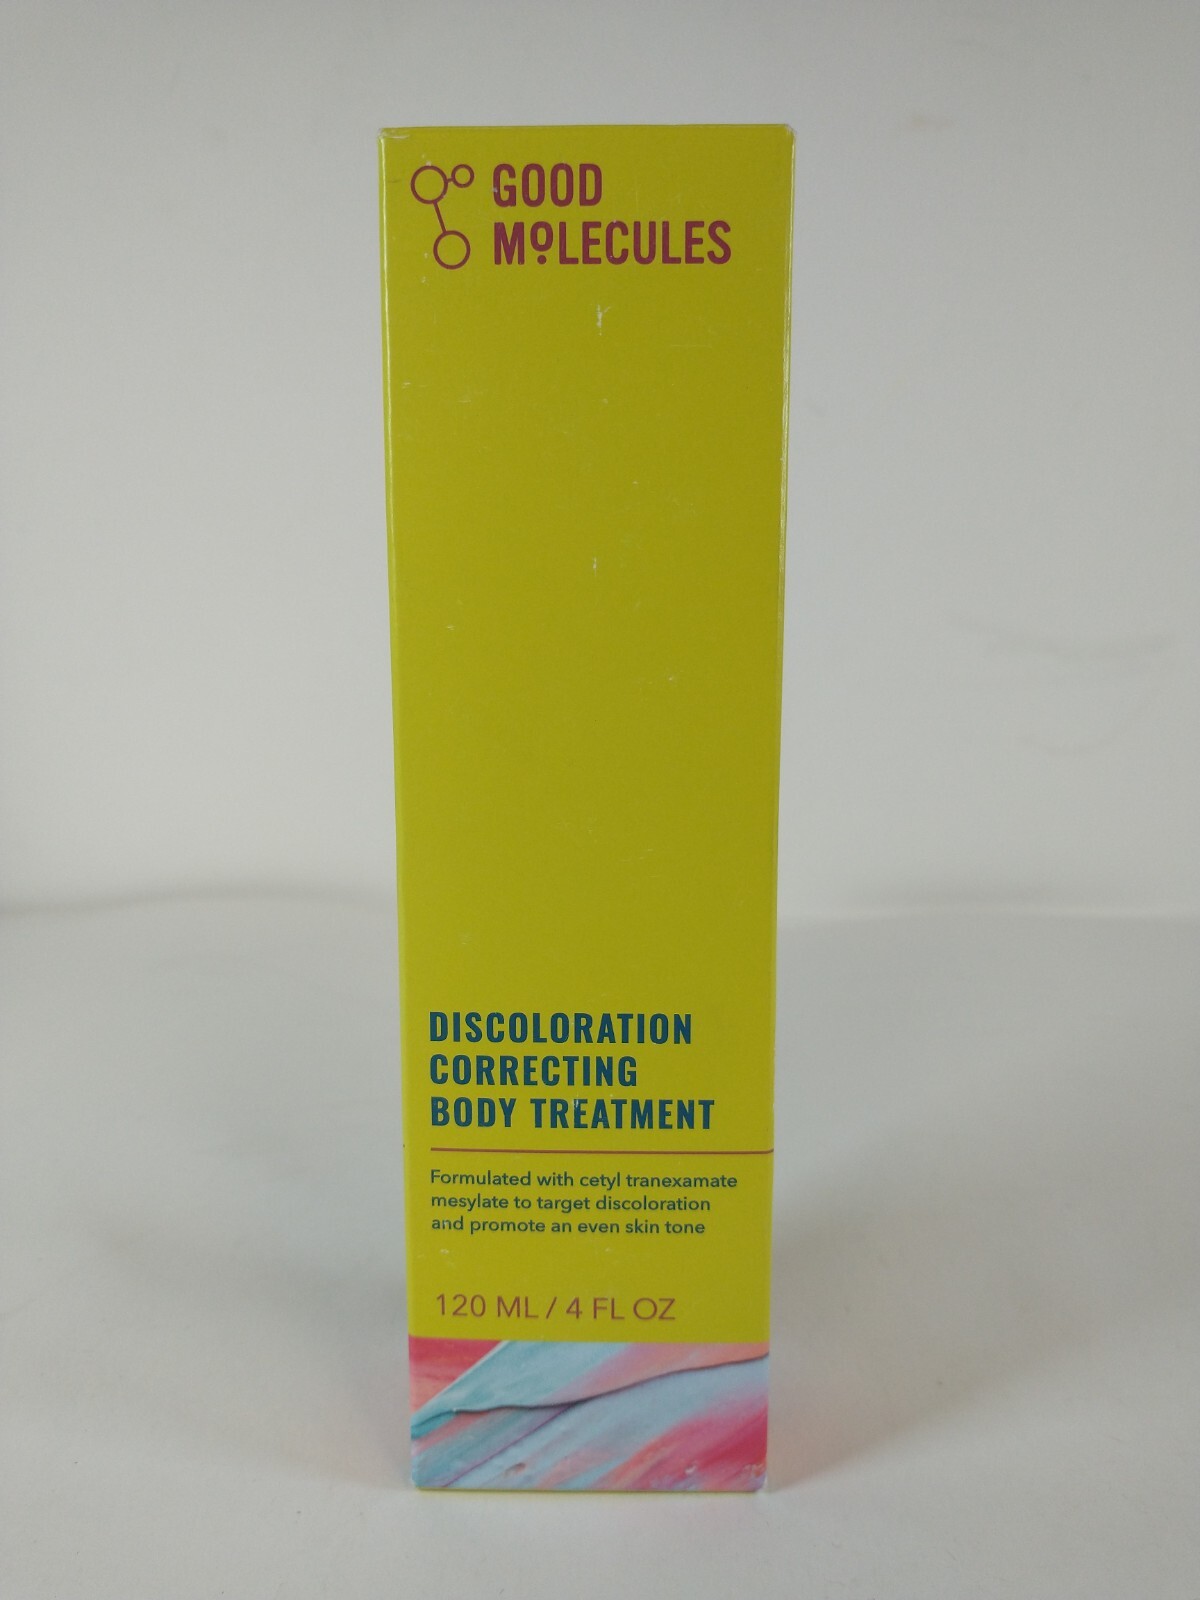 GOOD
MOLECULES
DISCOLORATION
CORRECTING
BODY TREATMENT
Formulated with cetyl tranexamate
mesylate to target discoloration
and promote an even skin tone
120 ML / 4 FL OZ